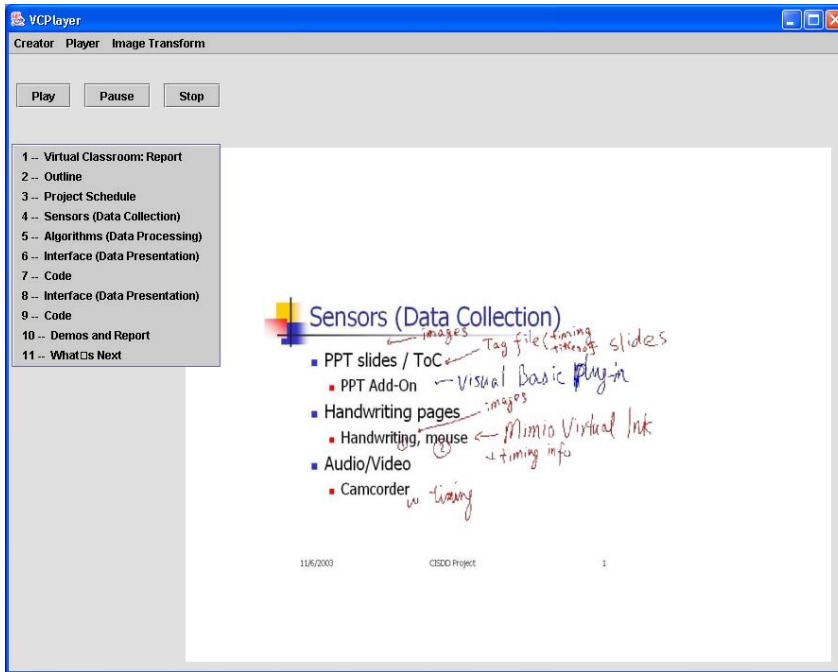 VCPlayer
Creator Player Image Transform
Play Pause Stop
1 -- Virtual Classroom: Report
2 -- Outline
3 -- Project Schedule
4 -- Sensors (Data Collection)
5 -- Algorithms (Data Processing)
6 -- Interface (Data Presentation)
7 -- Code
8 -- Interface (Data Presentation)
9 -- Code
10 -- Demos and Report
11 -- What□s Next
Sensors (Data Collection)
images
Tag file (timing
titles of slides
PPT slides / ToC
PPT Add-On
Visual Basic Plug-in
images
Handwriting pages
Handwriting, mouse
Mimio Virtual Ink
1 2
+ timing info
Audio/Video
Camcorder
w timing
11/6/2003 CISDD Project 1